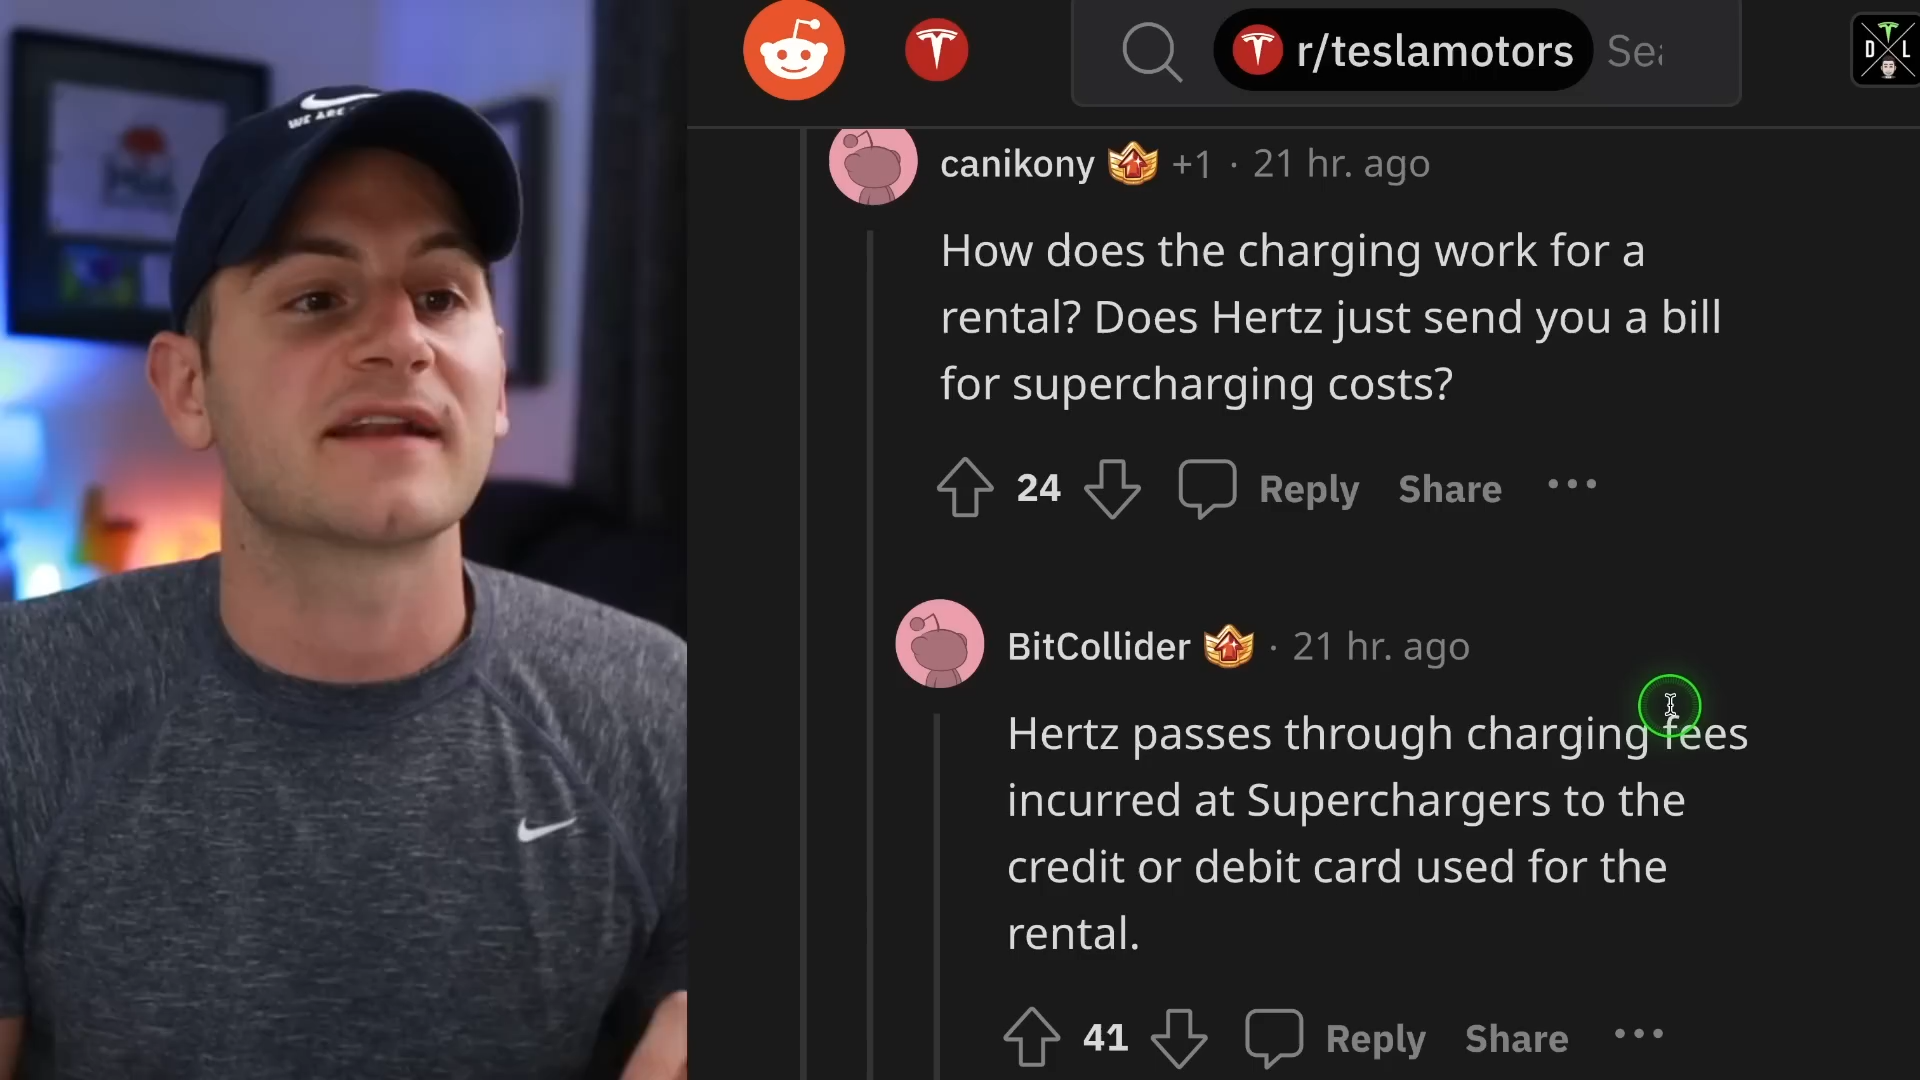 WE ARE
r/teslamotors
D L
canikony +1 · 21 hr. ago
How does the charging work for a
rental? Does Hertz just send you a bill
for supercharging costs?
24 Reply Share ...
BitCollider · 21 hr. ago
Hertz passes through charging fees
incurred at Superchargers to the
credit or debit card used for the
rental.
41 Reply Share ...